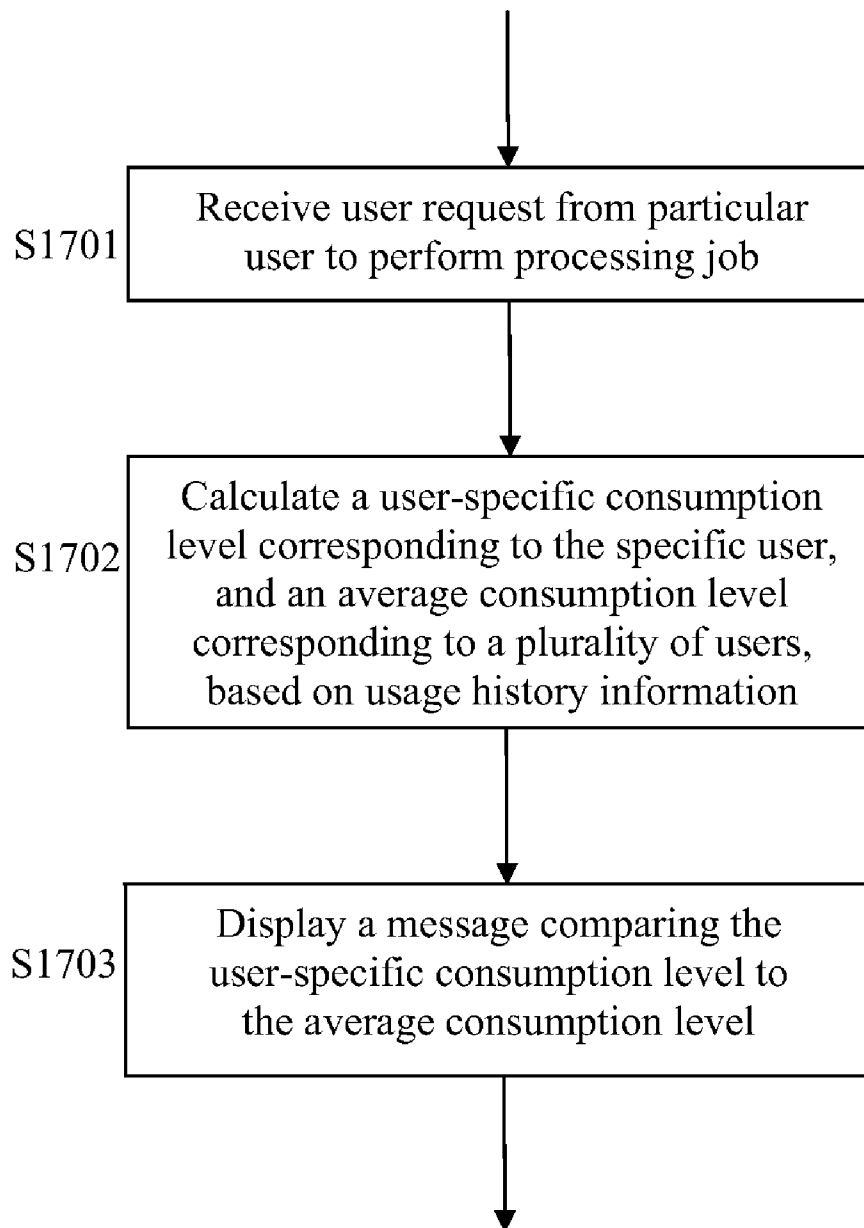 S1701
Receive user request from particular
user to perform processing job
S1702
Calculate a user-specific consumption
level corresponding to the specific user,
and an average consumption level
corresponding to a plurality of users,
based on usage history information
S1703
Display a message comparing the
user-specific consumption level to
the average consumption level